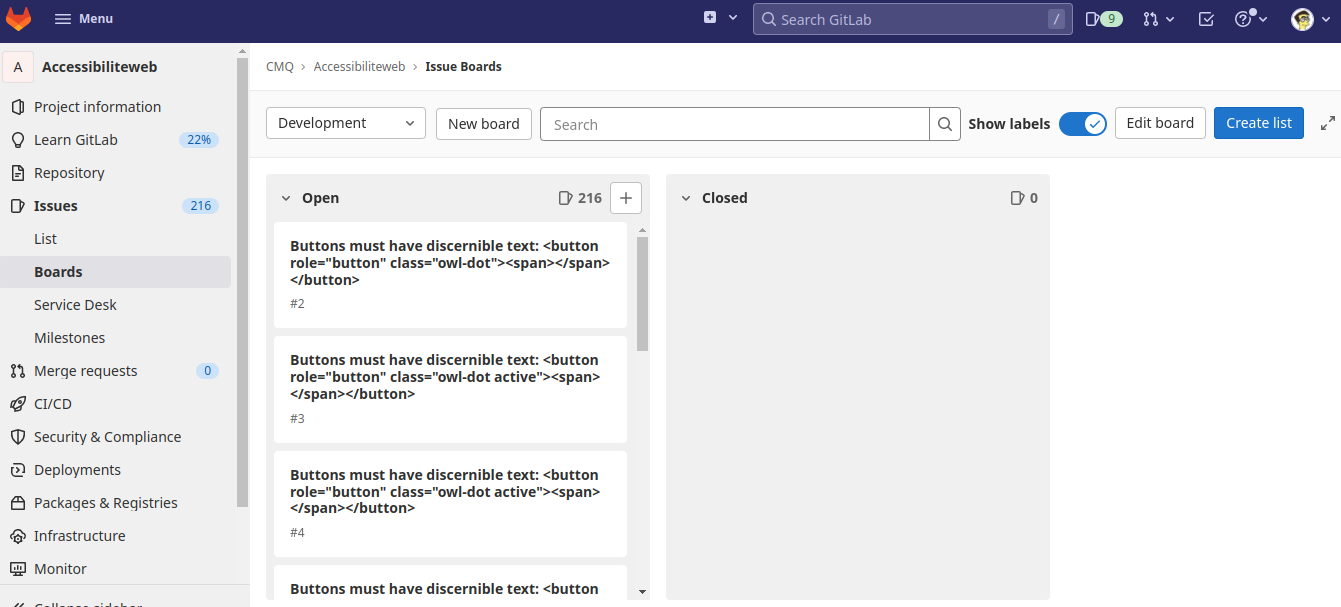 Menu
Search GitLab
/
9
A
Accessibiliteweb
Project information
Learn GitLab
22%
Repository
Issues
216
List
Boards
Service Desk
Milestones
Merge requests
0
CI/CD
Security & Compliance
Deployments
Packages & Registries
Infrastructure
Monitor
Collapse sidebar
CMQ › Accessibiliteweb › Issue Boards
Development
New board
Search
Show labels
Edit board
Create list
Open
216
Buttons must have discernible text: <button
role="button" class="owl-dot"><span></span>
</button>
#2
Buttons must have discernible text: <button
role="button" class="owl-dot active"><span>
</span></button>
#3
Buttons must have discernible text: <button
role="button" class="owl-dot active"><span>
</span></button>
#4
Buttons must have discernible text: <button
Closed
0